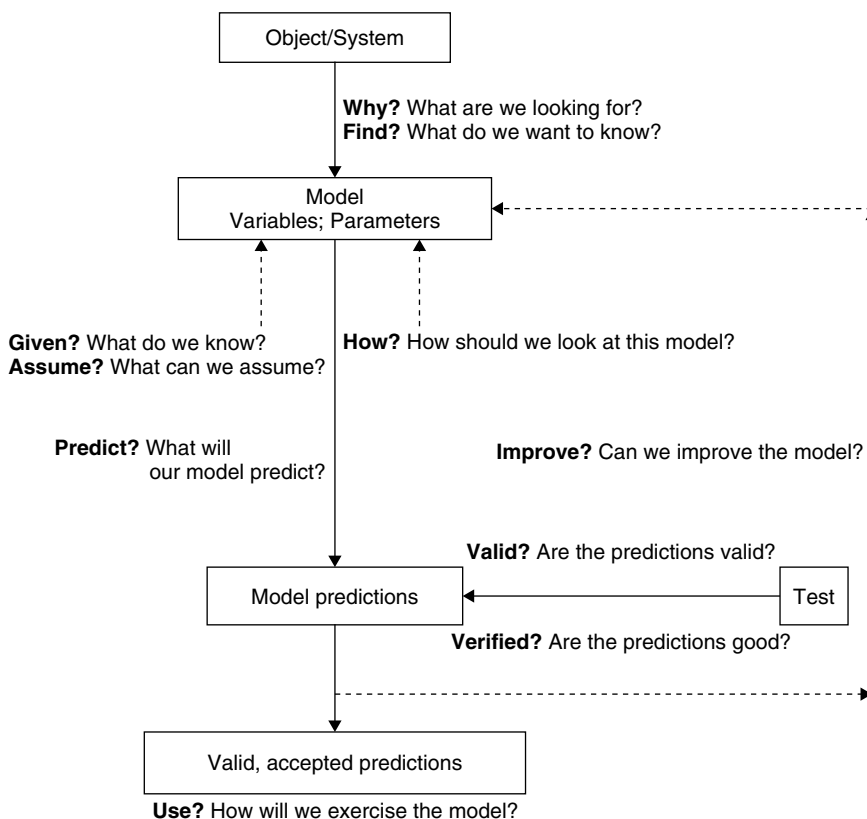 Object/System
Why? What are we looking for?
Find? What do we want to know?
Model
Variables; Parameters
Given? What do we know?
Assume? What can we assume?
How? How should we look at this model?
Predict? What will
our model predict?
Improve? Can we improve the model?
Valid? Are the predictions valid?
Model predictions
Test
Verified? Are the predictions good?
Valid, accepted predictions
Use? How will we exercise the model?